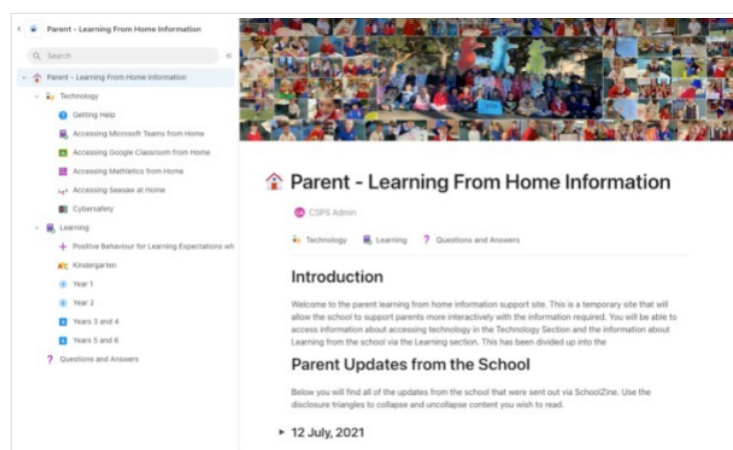 Parent - Learning From Home Information
Search
Parent - Learning From Home Information
Technology
Getting Help
Accessing Microsoft Teams from Home
Accessing Google Classroom from Home
Accessing Mathletics from Home
Accessing Seasaw at Home
Cybersafety
Learning
Positive Behaviour for Learning Expectations wh
Kindergarten
Year 1
Year 2
Years 3 and 4
Years 5 and 6
Questions and Answers
Parent - Learning From Home Information
CSPS Admin
Technology Learning Questions and Answers
Introduction
Welcome to the parent learning from home information support site. This is a temporary site that will
allow the school to support parents more interactively with the information required. You will be able to
access information about accessing technology in the Technology Section and the information about
Learning from the school via the Learning section. This has been divided up into the
Parent Updates from the School
Below you will find all of the updates from the school that were sent out via SchoolZine. Use the
disclosure triangles to collapse and uncollapse content you wish to read.
12 July, 2021